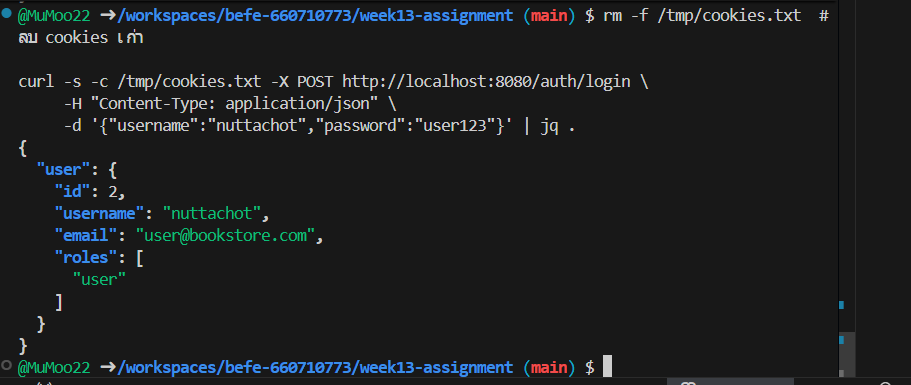 @MuMoo22 ➜/workspaces/befe-660710773/week13-assignment (main) $ rm -f /tmp/cookies.txt  #
ลบ cookies เก่า
curl -s -c /tmp/cookies.txt -X POST http://localhost:8080/auth/login \
     -H "Content-Type: application/json" \
     -d '{"username":"nuttachot","password":"user123"}' | jq .
{
  "user": {
    "id": 2,
    "username": "nuttachot",
    "email": "user@bookstore.com",
    "roles": [
      "user"
    ]
  }
}
@MuMoo22 ➜/workspaces/befe-660710773/week13-assignment (main) $